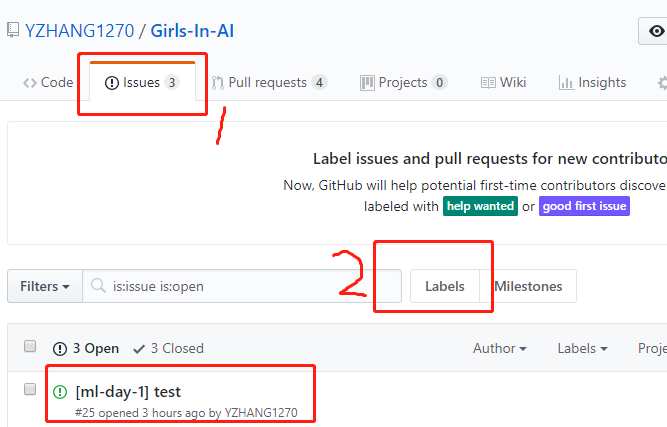 YZHANG1270 / Girls-In-AI
Code Issues 3 Pull requests 4 Projects 0 Wiki Insights
1
Label issues and pull requests for new contributo
Now, GitHub will help potential first-time contributors discove
labeled with help wanted or good first issue
2
Filters is:issue is:open Labels Milestones
3 Open 3 Closed Author Labels Proje
[ml-day-1] test
#25 opened 3 hours ago by YZHANG1270